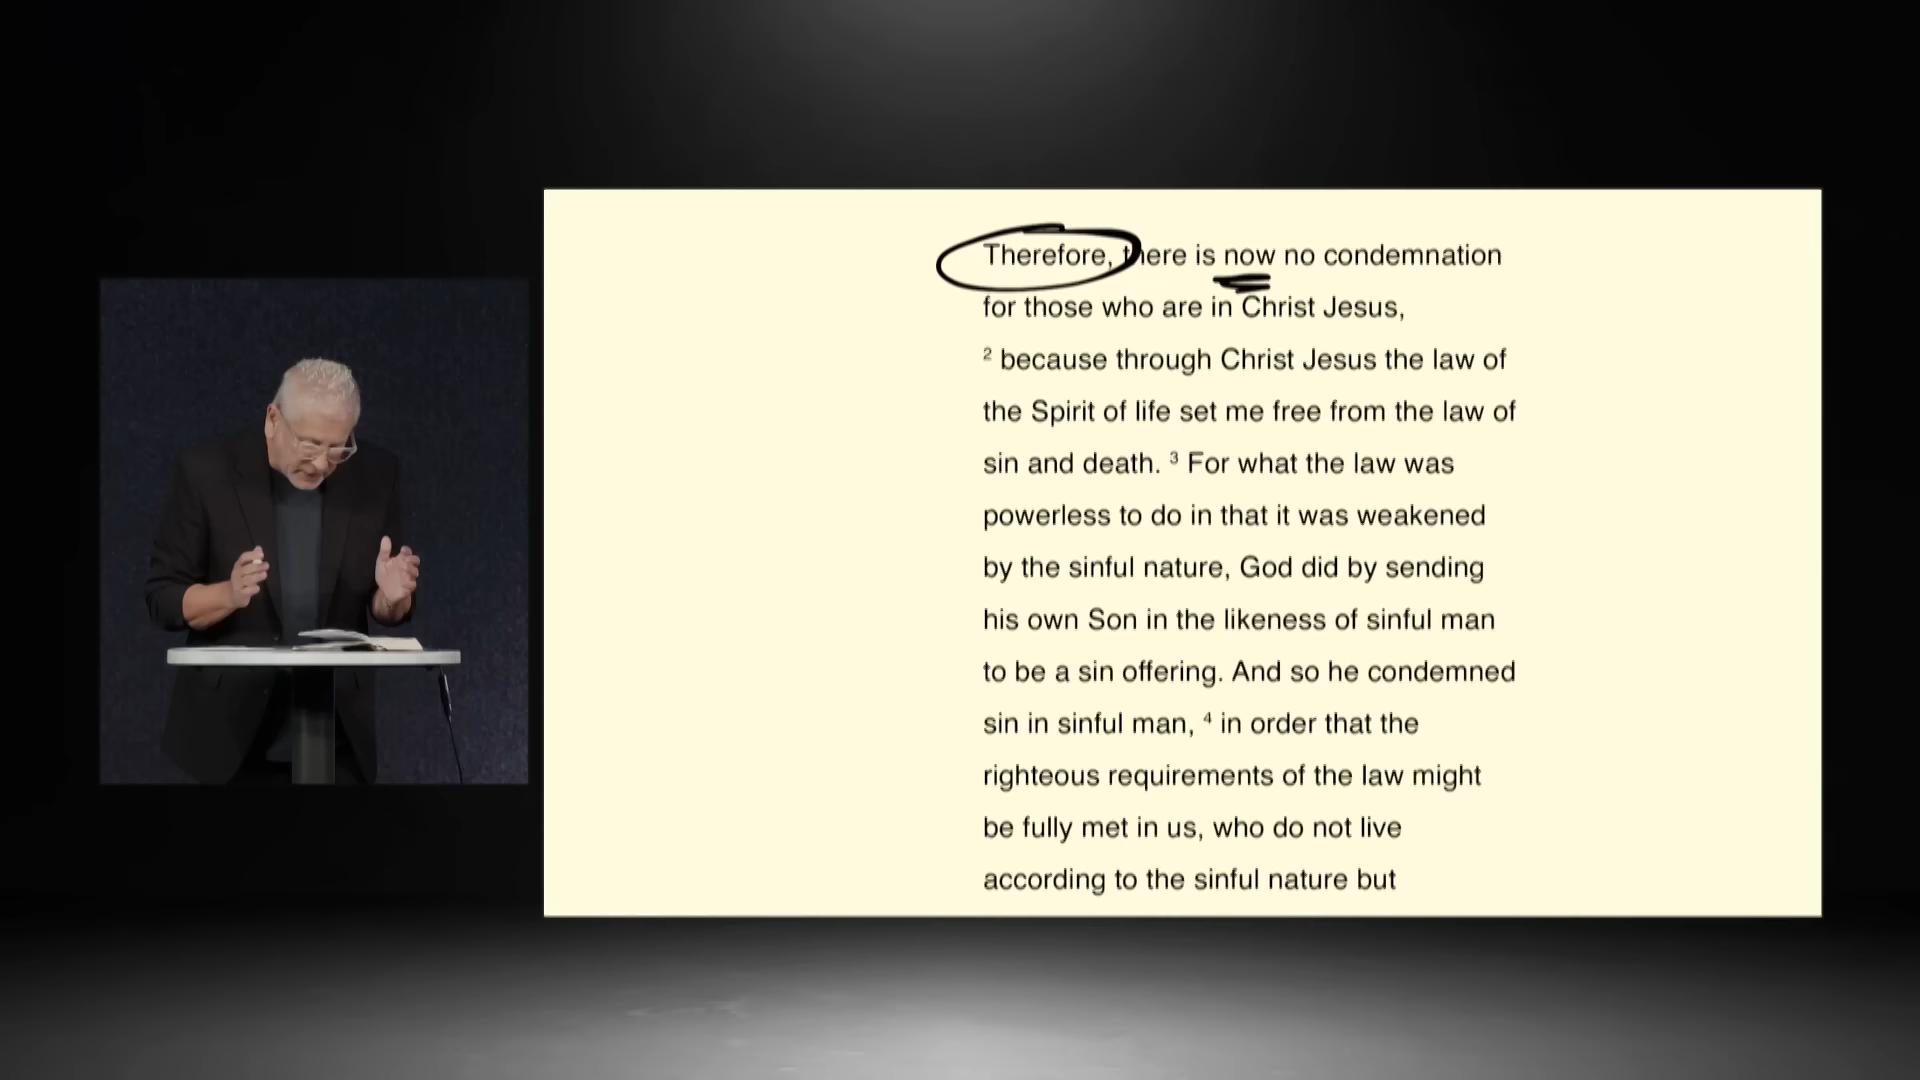 Therefore, there is now no condemnation
for those who are in Christ Jesus,
² because through Christ Jesus the law of
the Spirit of life set me free from the law of
sin and death. ³ For what the law was
powerless to do in that it was weakened
by the sinful nature, God did by sending
his own Son in the likeness of sinful man
to be a sin offering. And so he condemned
sin in sinful man, ⁴ in order that the
righteous requirements of the law might
be fully met in us, who do not live
according to the sinful nature but